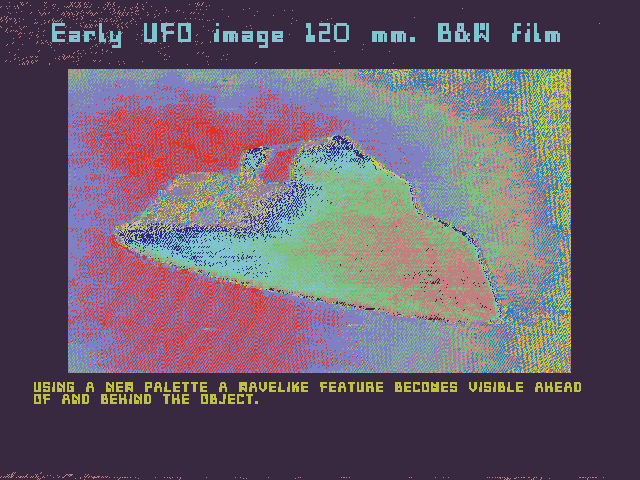 Early UFO image 120 mm. B&W film
USING A NEW PALETTE A WAVELIKE FEATURE BECOMES VISIBLE AHEAD
OF AND BEHIND THE OBJECT.